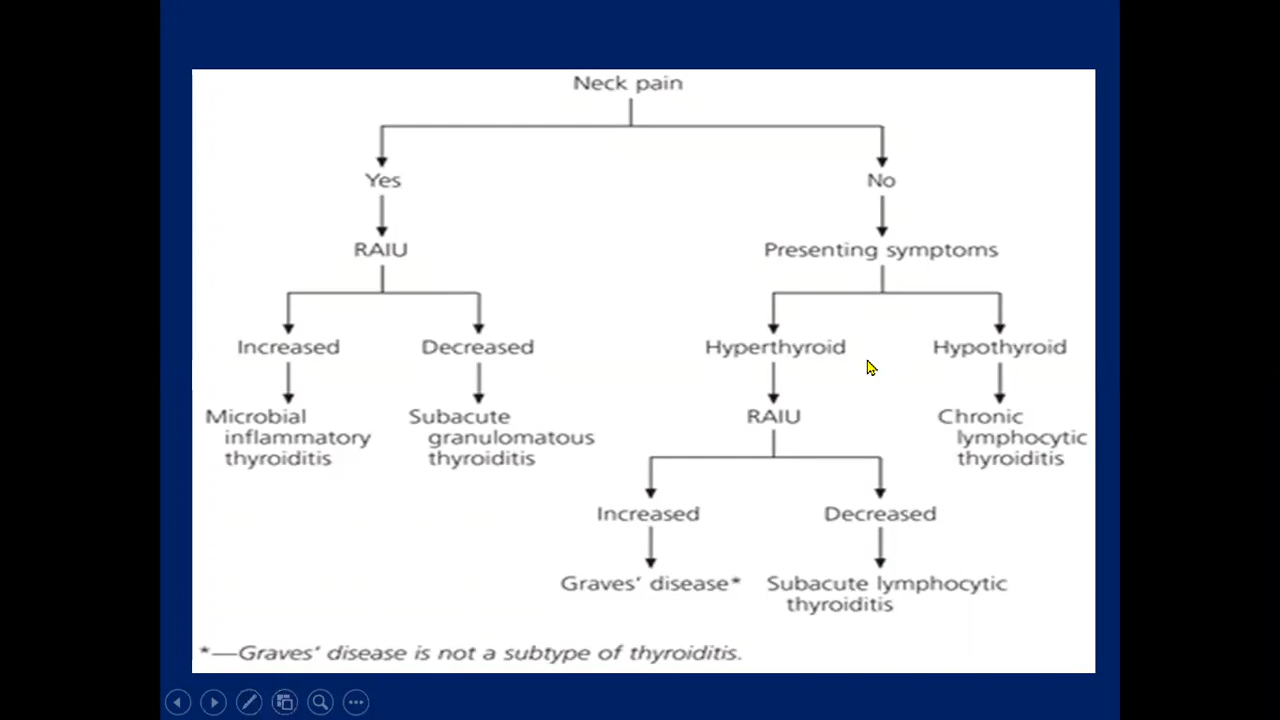 Neck pain
Yes
No
RAIU
Presenting symptoms
Increased
Decreased
Hyperthyroid
Hypothyroid
Microbial
inflammatory
thyroiditis
Subacute
granulomatous
thyroiditis
RAIU
Chronic
lymphocytic
thyroiditis
Increased
Decreased
Graves’ disease*
Subacute lymphocytic
thyroiditis
*—Graves’ disease is not a subtype of thyroiditis.